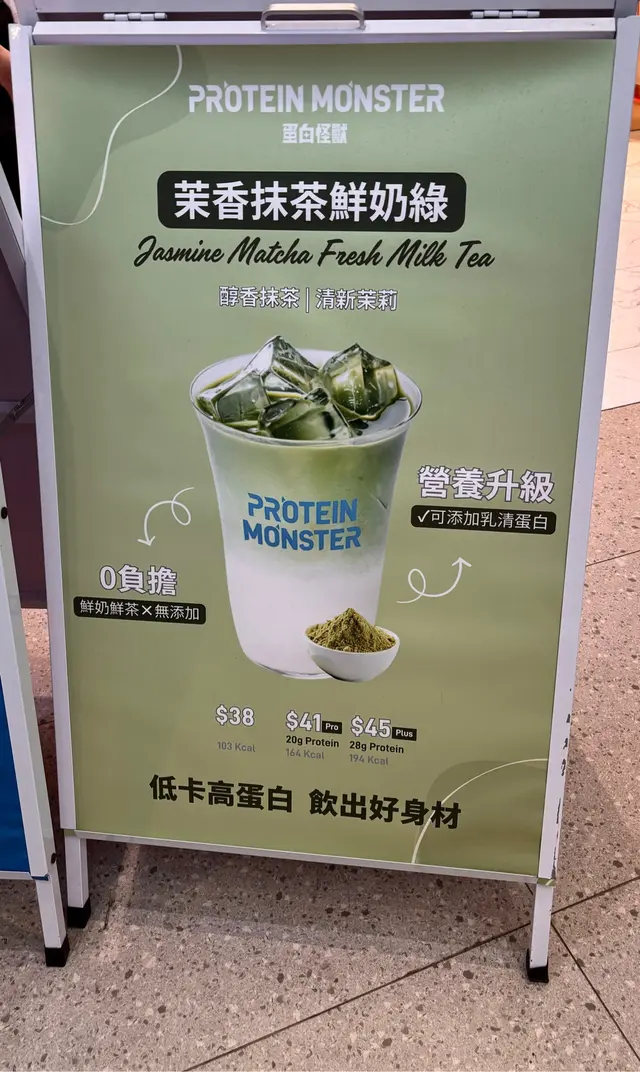 PROTEIN MONSTER
蛋白怪獸
茉香抹茶鮮奶綠
Jasmine Matcha Fresh Milk Tea
醇香抹茶 | 清新茉莉
PROTEIN
MONSTER
營養升級
✓可添加乳清蛋白
0負擔
鮮奶鮮茶×無添加
$38 $41 Pro $45 Plus
20g Protein 28g Protein
103 Kcal 164 Kcal 194 Kcal
低卡高蛋白 飲出好身材